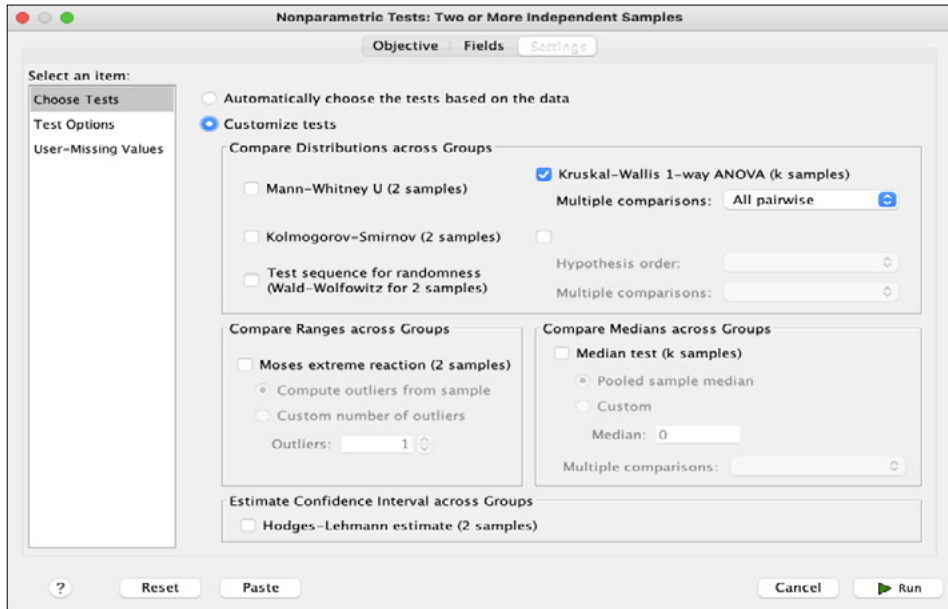 Nonparametric Tests: Two or More Independent Samples
Objective Fields Settings
Select an item:
Choose Tests
Test Options
User-Missing Values
Automatically choose the tests based on the data
Customize tests
Compare Distributions across Groups
Mann-Whitney U (2 samples)
Kolmogorov-Smirnov (2 samples)
Test sequence for randomness
(Wald-Wolfowitz for 2 samples)
Kruskal-Wallis 1-way ANOVA (k samples)
Multiple comparisons: All pairwise
Hypothesis order:
Multiple comparisons:
Compare Ranges across Groups
Moses extreme reaction (2 samples)
Compute outliers from sample
Custom number of outliers
Outliers: 1
Compare Medians across Groups
Median test (k samples)
Pooled sample median
Custom
Median: 0
Multiple comparisons:
Estimate Confidence Interval across Groups
Hodges-Lehmann estimate (2 samples)
? Reset Paste Cancel Run